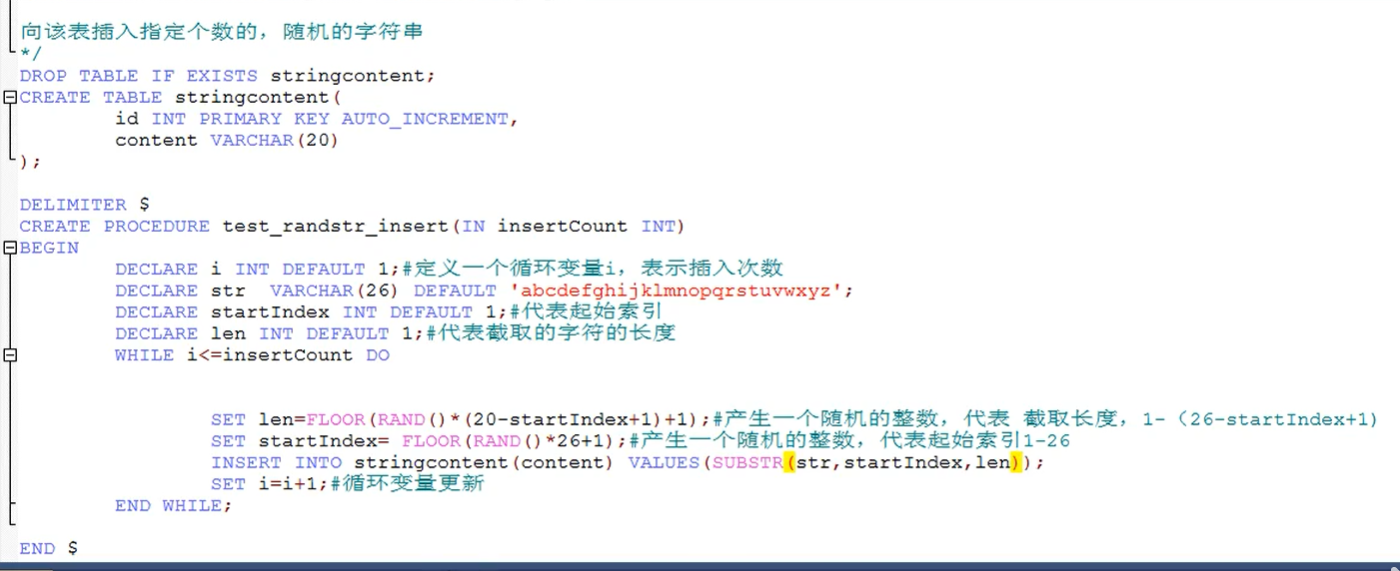 向该表插入指定个数的，随机的字符串
*/
DROP TABLE IF EXISTS stringcontent;
CREATE TABLE stringcontent(
id INT PRIMARY KEY AUTO_INCREMENT,
content VARCHAR(20)
);
DELIMITER $
CREATE PROCEDURE test_randstr_insert(IN insertCount INT)
BEGIN
DECLARE i INT DEFAULT 1;#定义一个循环变量i，表示插入次数
DECLARE str  VARCHAR(26) DEFAULT 'abcdefghijklmnopqrstuvwxyz';
DECLARE startIndex INT DEFAULT 1;#代表起始索引
DECLARE len INT DEFAULT 1;#代表截取的字符的长度
WHILE i<=insertCount DO
SET len=FLOOR(RAND()*(20-startIndex+1)+1);#产生一个随机的整数，代表 截取长度，1-（26-startIndex+1)
SET startIndex= FLOOR(RAND()*26+1);#产生一个随机的整数，代表起始索引1-26
INSERT INTO stringcontent(content) VALUES(SUBSTR(str,startIndex,len));
SET i=i+1;#循环变量更新
END WHILE;
END $